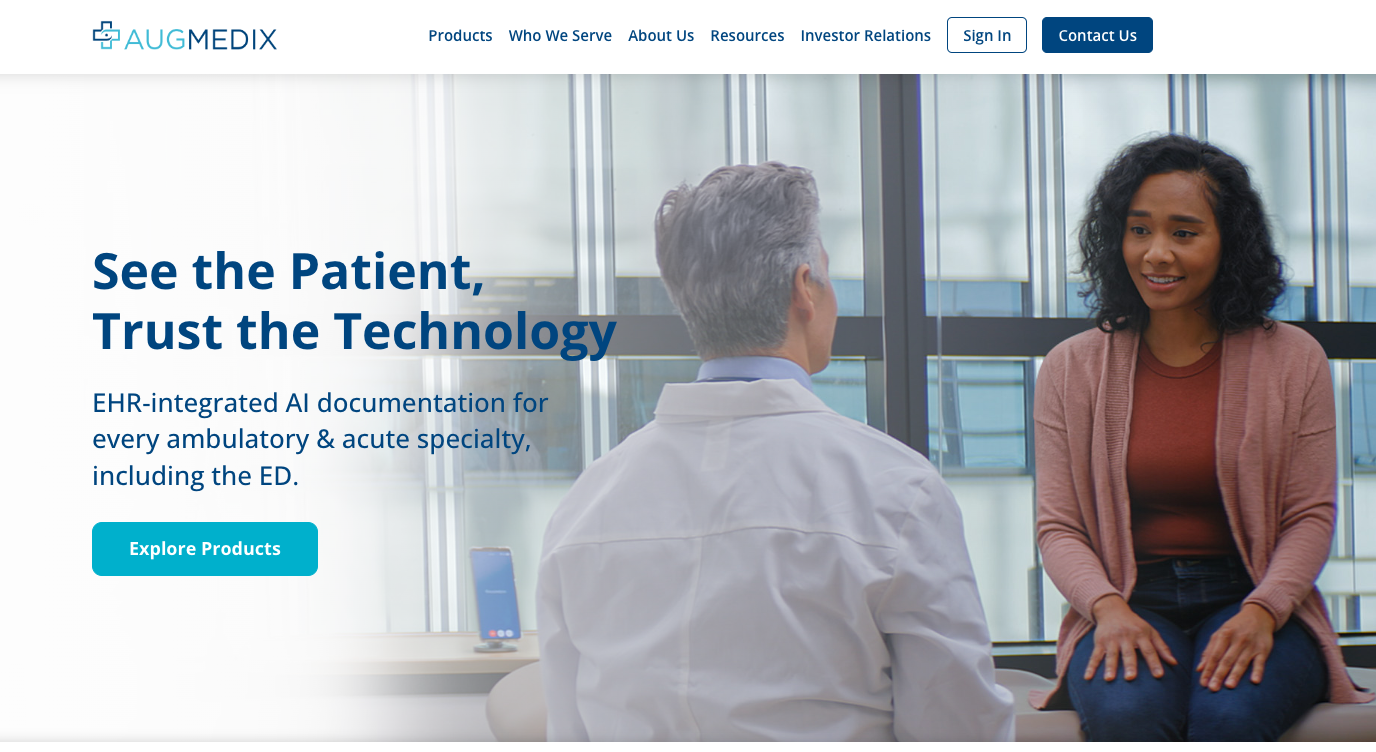 AUGMEDIX
Products
Who We Serve
About Us
Resources
Investor Relations
Sign In
Contact Us
See the Patient,
Trust the Technology
EHR-integrated AI documentation for
every ambulatory & acute specialty,
including the ED.
Explore Products